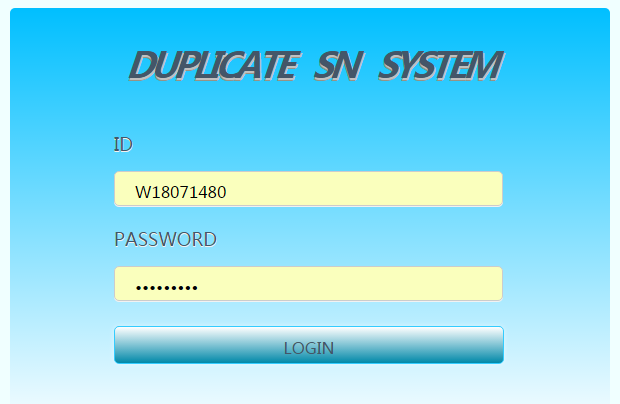 DUPLICATE SN SYSTEM
ID
W18071480
PASSWORD
•••••••••
LOGIN